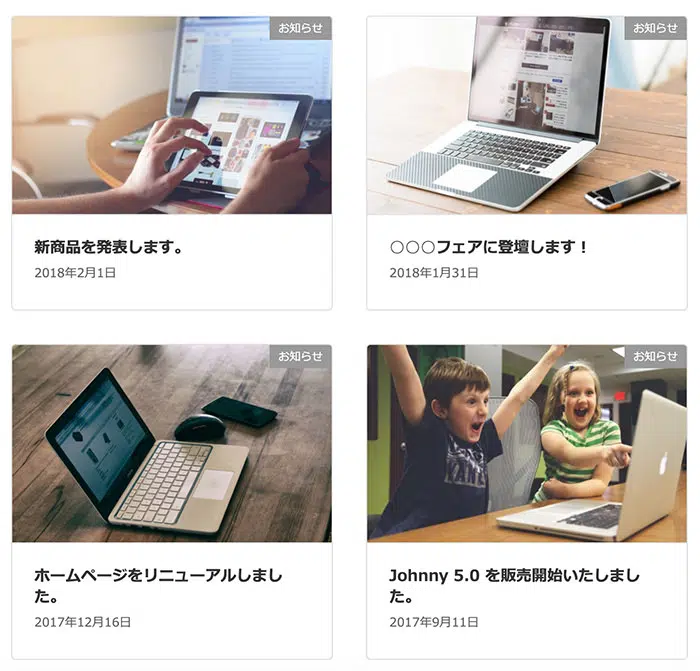 お知らせ
新商品を発表します。
2018年2月1日
お知らせ
○○○フェアに登壇します！
2018年1月31日
お知らせ
ホームページをリニューアルしまし
た。
2017年12月16日
お知らせ
Johnny 5.0 を販売開始いたしまし
た。
2017年9月11日